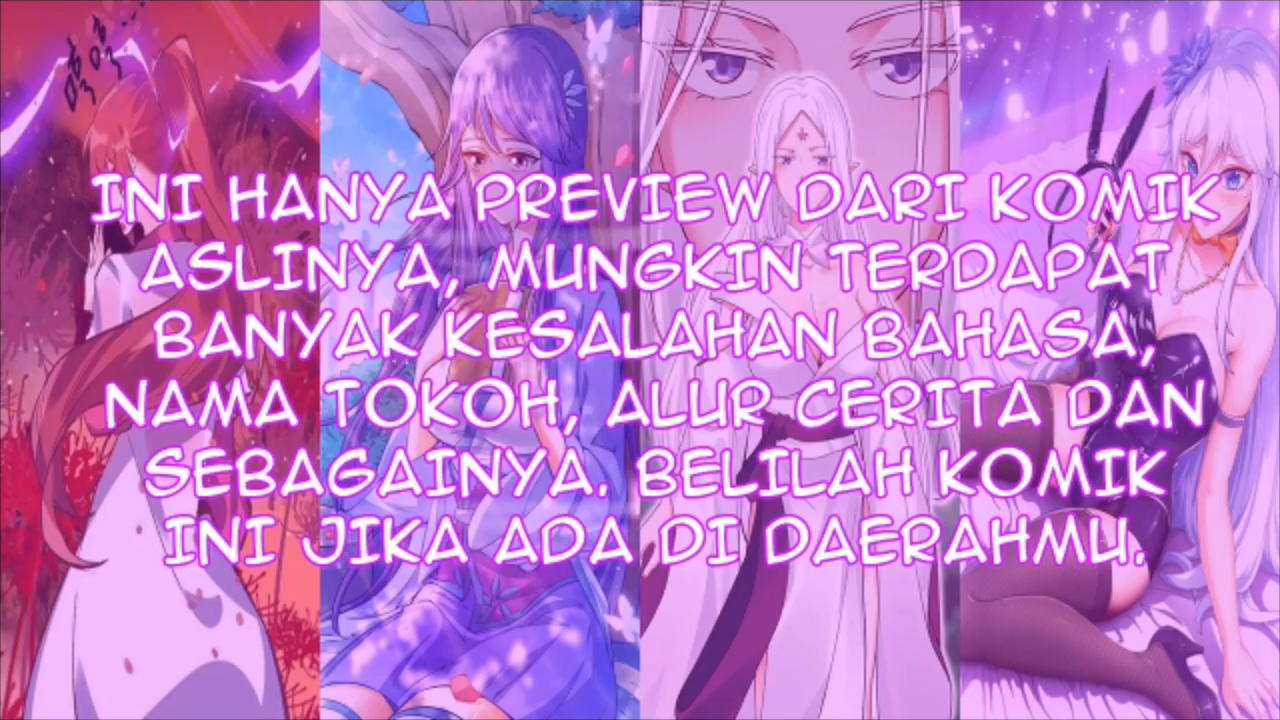 INI HANYA PREVIEW DARI KOMIK
ASLINYA, MUNGKIN TERDAPAT
BANYAK KESALAHAN BAHASA,
NAMA TOKOH, ALUR CERITA DAN
SEBAGAINYA. BELILAH KOMIK
INI JIKA ADA DI DAERAHMU.